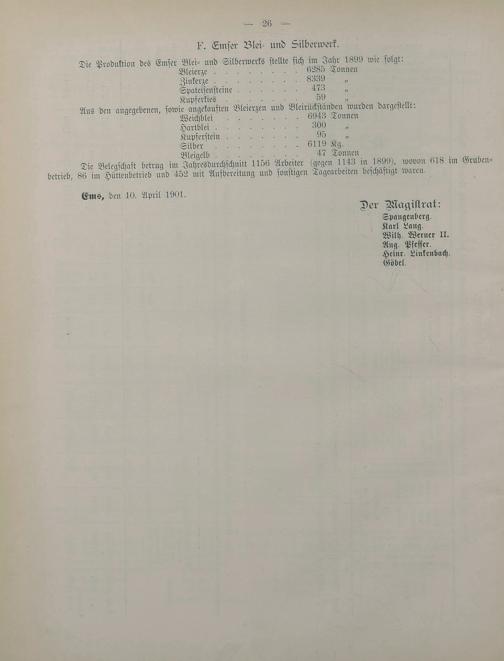 — 26 —
F. Emser Blei- und Silberwerk.
Die Produktion des Emser Blei- und Silberwerks stellte sich im Jahr 1899 wie folgt:
Bleierze . . . . . . . . 6285 Tonnen
Zinkerze . . . . . . . . 8339 „
Spateisensteine . . . . . . 473 „
Kupferkies . . . . . . . 59 „
Aus den angegebenen, sowie angekauften Bleierzen und Bleirückständen wurden dargestellt:
Weichblei . . . . . . . 6943 Tonnen
Hartblei . . . . . . . . 300 „
Kupferstein . . . . . . . 95 „
Silber . . . . . . . . 6119 Kg.
Bleigelb . . . . . . . . 47 Tonnen
Die Belegschaft betrug im Jahresdurchschnitt 1156 Arbeiter (gegen 1143 in 1899), wovon 618 im Gruben-
betrieb, 86 im Hüttenbetrieb und 452 mit Aufbereitung und sonstigen Tagearbeiten beschäftigt waren.
Ems, den 10. April 1901.
Der Magistrat:
Spangenberg.
Karl Lang.
Wilh. Werner II.
Aug. Pfeffer.
Heinr. Linkenbach.
Göbel.